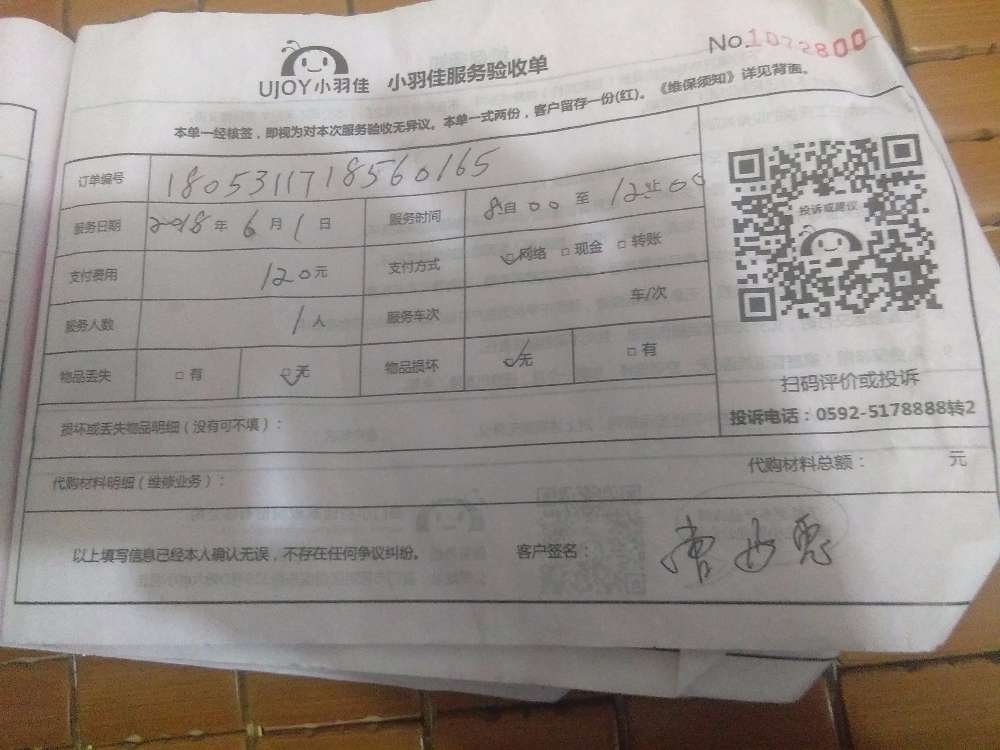 UJOY小羽佳 小羽佳服务验收单 No.1072800
本单一经核签，即视为对本次服务验收无异议。本单一式两份，客户留存一份(红)。《维保须知》详见背面。
订单编号 1805311718560165
服务日期 2018年6月1日 服务时间 8自00至12止00
支付费用 120元 支付方式 ☑网络 □现金 □转账
服务人数 1人 服务车次 车/次
物品丢失 □有 ☑无 物品损坏 ☑无 □有
投诉或建议
扫码评价或投诉
投诉电话：0592-5178888转2
损坏或丢失物品明细（没有可不填）：
代购材料明细（维修业务）： 代购材料总额： 元
以上填写信息已经本人确认无误，不存在任何争议纠纷。 客户签名：